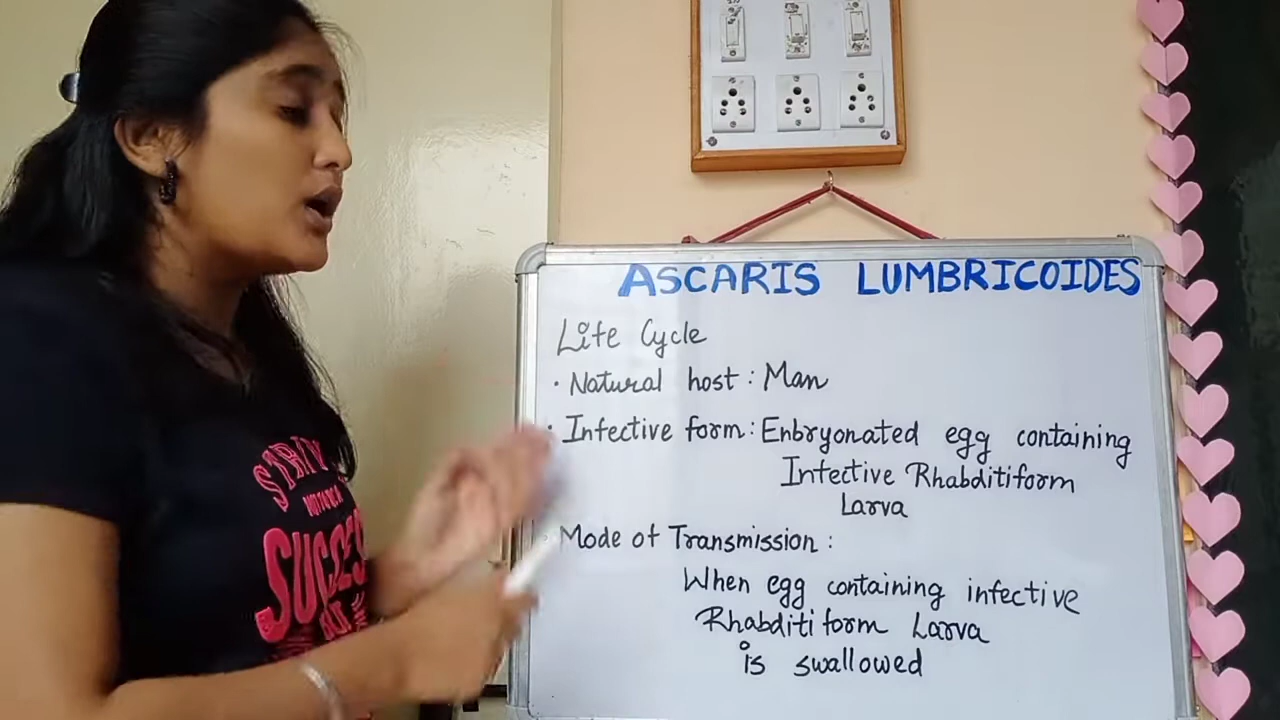 ASCARIS LUMBRICOIDES
Life Cycle
• Natural host : Man
• Infective form : Enbryonated egg containing
Infective Rhabditiform
Larva
Mode of Transmission :
When egg containing infective
Rhabditiform Larva
is swallowed
SUCCES